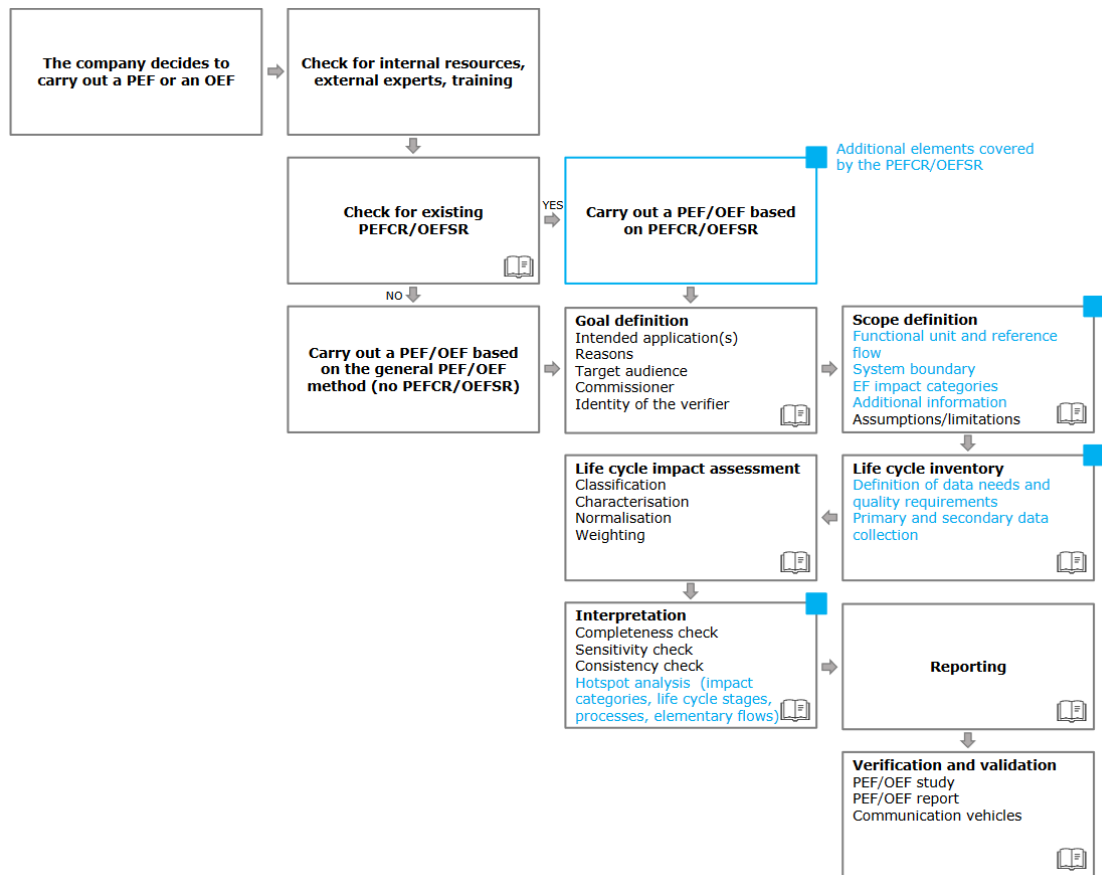 The company decides to
carry out a PEF or an OEF
Check for internal resources,
external experts, training
Check for existing
PEFCR/OEFSR
YES
Carry out a PEF/OEF based
on PEFCR/OEFSR
Additional elements covered
by the PEFCR/OEFSR
NO
Carry out a PEF/OEF based
on the general PEF/OEF
method (no PEFCR/OEFSR)
Goal definition
Intended application(s)
Reasons
Target audience
Commissioner
Identity of the verifier
Scope definition
Functional unit and reference
flow
System boundary
EF impact categories
Additional information
Assumptions/limitations
Life cycle impact assessment
Classification
Characterisation
Normalisation
Weighting
Life cycle inventory
Definition of data needs and
quality requirements
Primary and secondary data
collection
Interpretation
Completeness check
Sensitivity check
Consistency check
Hotspot analysis (impact
categories, life cycle stages,
processes, elementary flows)
Reporting
Verification and validation
PEF/OEF study
PEF/OEF report
Communication vehicles